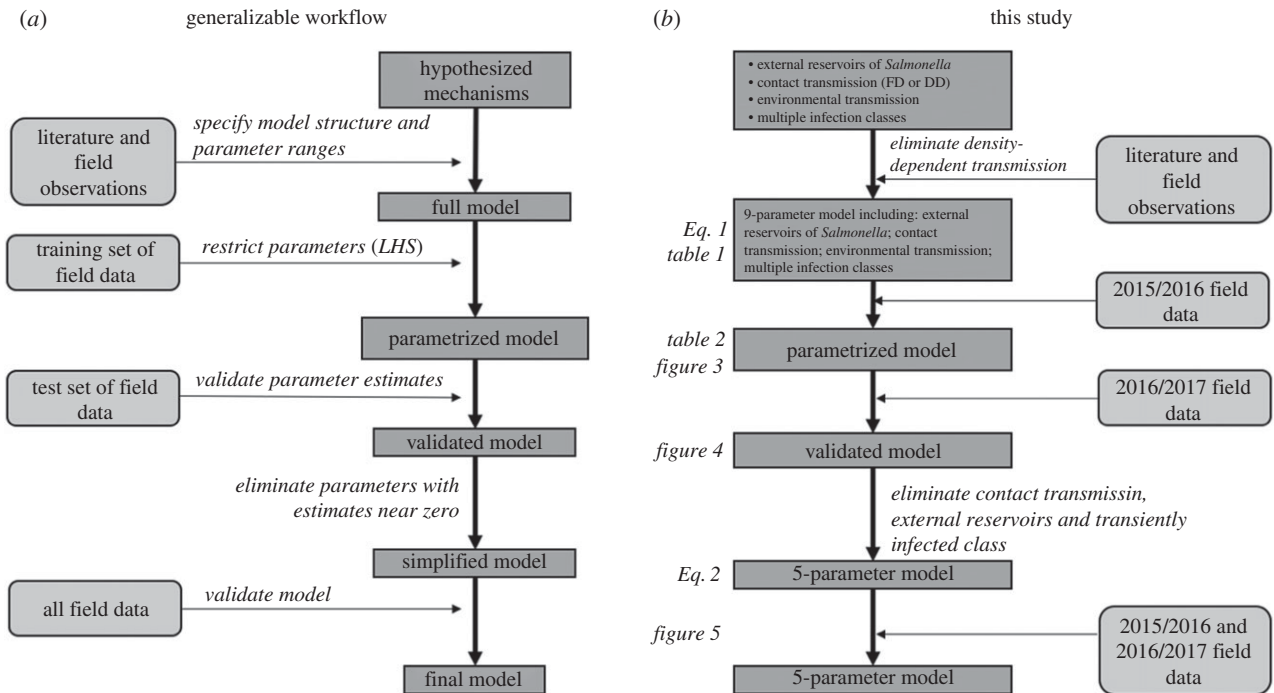 (a) generalizable workflow
hypothesized
mechanisms
literature and
field
observations
specify model structure and
parameter ranges
full model
training set of
field data
restrict parameters (LHS)
parametrized model
test set of field
data
validate parameter estimates
validated model
eliminate parameters with
estimates near zero
simplified model
all field data
validate model
final model
(b) this study
• external reservoirs of Salmonella
• contact transmission (FD or DD)
• environmental transmission
• multiple infection classes
eliminate density-
dependent transmission
literature and
field
observations
Eq. 1
table 1
9-parameter model including: external
reservoirs of Salmonella; contact
transmission; environmental transmission;
multiple infection classes
2015/2016 field
data
table 2
figure 3
parametrized model
2016/2017 field
data
figure 4
validated model
eliminate contact transmissin,
external reservoirs and transiently
infected class
Eq. 2
5-parameter model
figure 5
2015/2016 and
2016/2017 field
data
5-parameter model